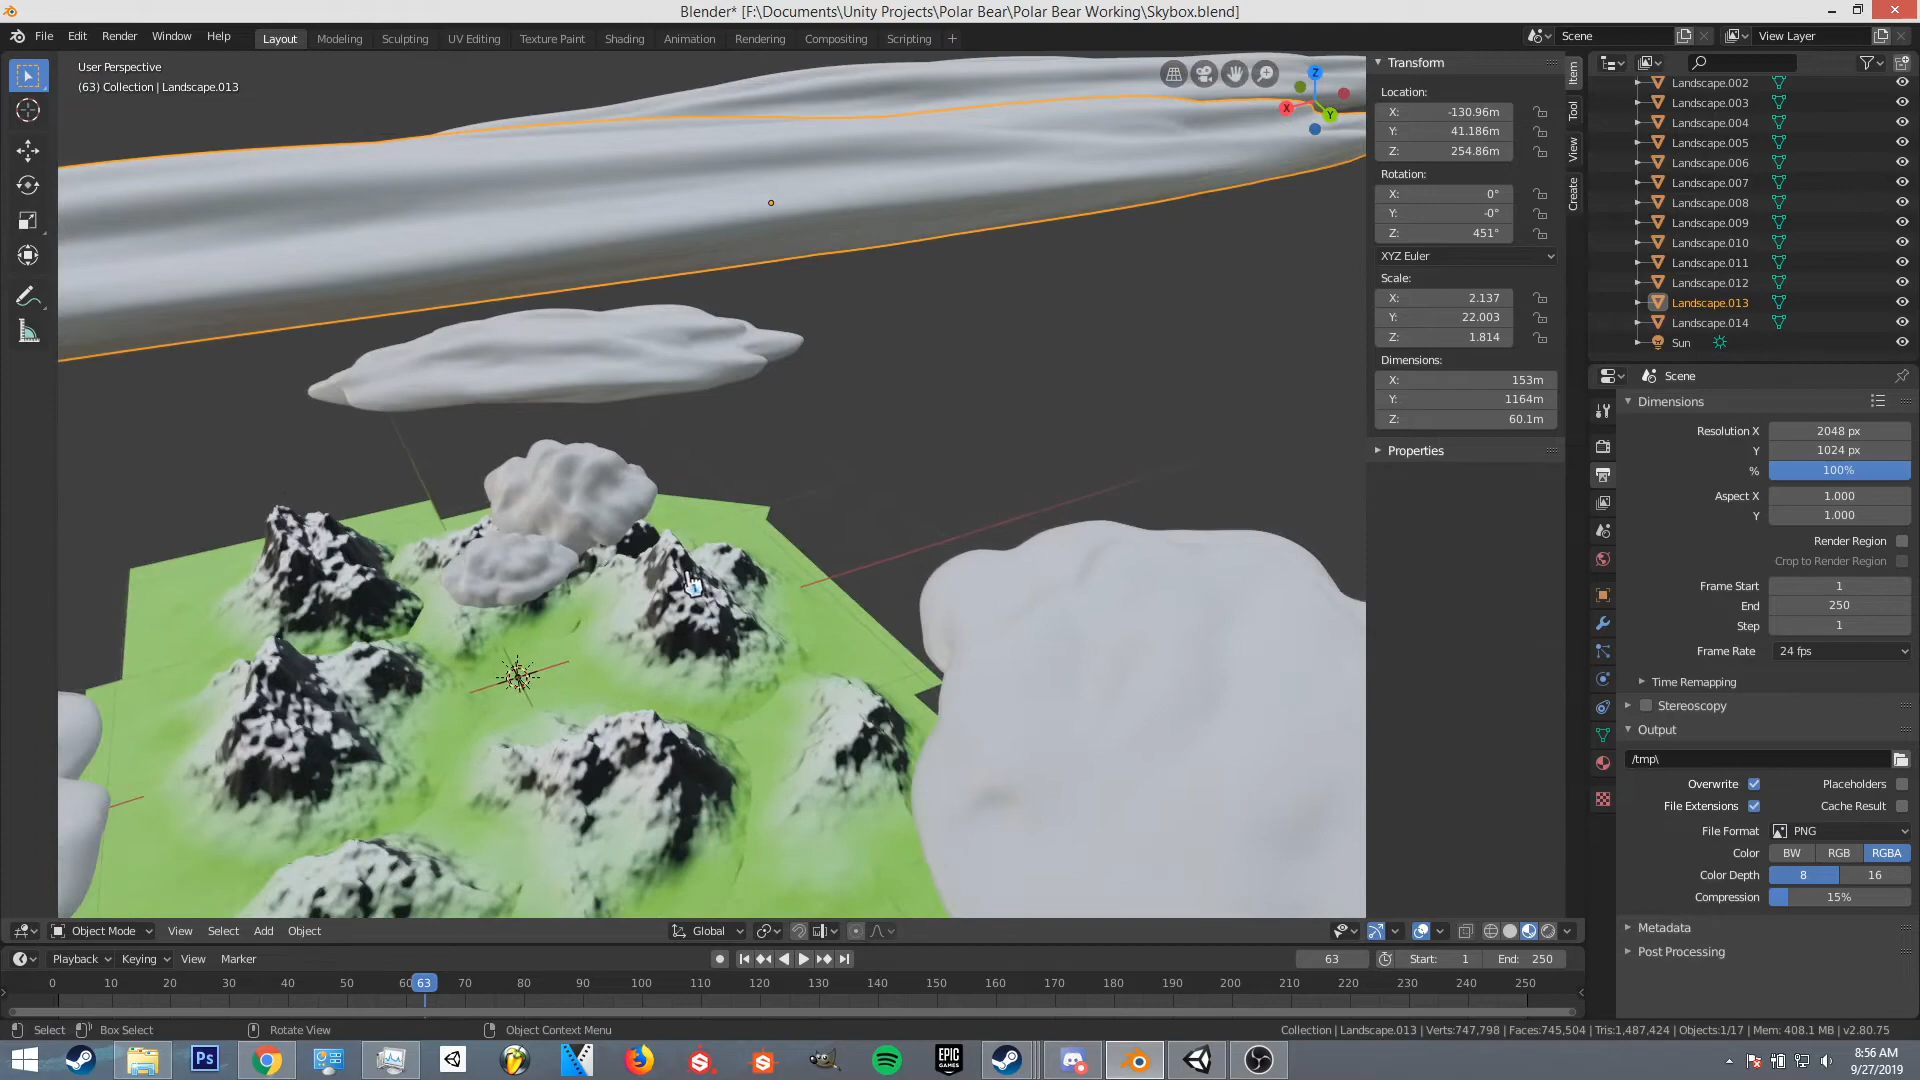 Blender* [F:\Documents\Unity Projects\Polar Bear\Polar Bear Working\Skybox.blend]
File Edit Render Window Help Layout Modeling Sculpting UV Editing Texture Paint Shading Animation Rendering Compositing Scripting + Scene View Layer
User Perspective
(63) Collection | Landscape.013
Z
X
Y
Transform
Location:
X: -130.96m
Y: 41.186m
Z: 254.86m
Rotation:
X: 0°
Y: -0°
Z: 451°
XYZ Euler
Scale:
X: 2.137
Y: 22.003
Z: 1.814
Dimensions:
X: 153m
Y: 1164m
Z: 60.1m
Properties
Item
Tool
View
Create
Landscape.002
Landscape.003
Landscape.004
Landscape.005
Landscape.006
Landscape.007
Landscape.008
Landscape.009
Landscape.010
Landscape.011
Landscape.012
Landscape.013
Landscape.014
Sun
Scene
Dimensions
Resolution X 2048 px
Y 1024 px
% 100%
Aspect X 1.000
Y 1.000
Render Region
Crop to Render Region
Frame Start 1
End 250
Step 1
Frame Rate 24 fps
Time Remapping
Stereoscopy
Output
/tmp\
Overwrite Placeholders
File Extensions Cache Result
File Format PNG
Color BW RGB RGBA
Color Depth 8 16
Compression 15%
Metadata
Post Processing
Object Mode View Select Add Object Global
Playback Keying View Marker 63 Start: 1 End: 250
0 10 20 30 40 50 60 63 70 80 90 100 110 120 130 140 150 160 170 180 190 200 210 220 230 240 250
Select Box Select Rotate View Object Context Menu Collection | Landscape.013 | Verts:747,798 | Faces:745,504 | Tris:1,487,424 | Objects:1/17 | Mem: 408.1 MB | v2.80.75
Ps
EPIC GAMES
8:56 AM
9/27/2019